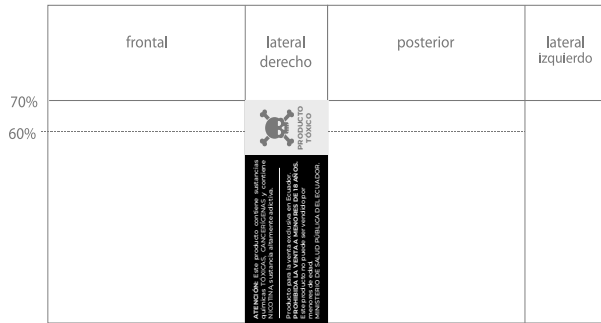 frontal
lateral
derecho
posterior
lateral
izquierdo
70%
60%
PRODUCTO
TÓXICO
ATENCIÓN: Este producto contiene sustancias
químicas TÓXICAS, CANCERÍGENAS y contiene
NICOTINA, sustancia altamente adictiva.
Producto para la venta exclusiva en Ecuador.
PROHIBIDA LA VENTA A MENORES DE 18 AÑOS.
Este producto no puede ser vendido por
menores de edad.
MINISTERIO DE SALUD PÚBLICA DEL ECUADOR.